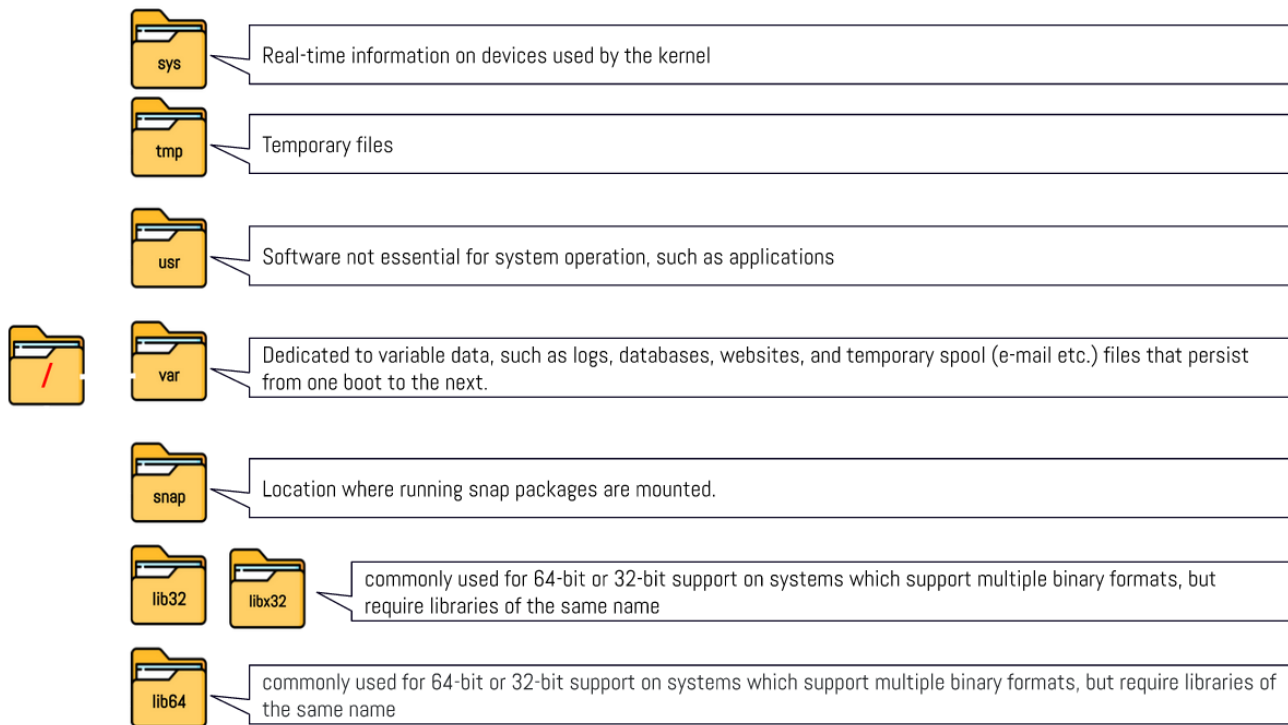 sys
Real-time information on devices used by the kernel
tmp
Temporary files
usr
Software not essential for system operation, such as applications
/
var
Dedicated to variable data, such as logs, databases, websites, and temporary spool (e-mail etc.) files that persist
from one boot to the next.
snap
Location where running snap packages are mounted.
lib32
libx32
commonly used for 64-bit or 32-bit support on systems which support multiple binary formats, but
require libraries of the same name
lib64
commonly used for 64-bit or 32-bit support on systems which support multiple binary formats, but require libraries of
the same name